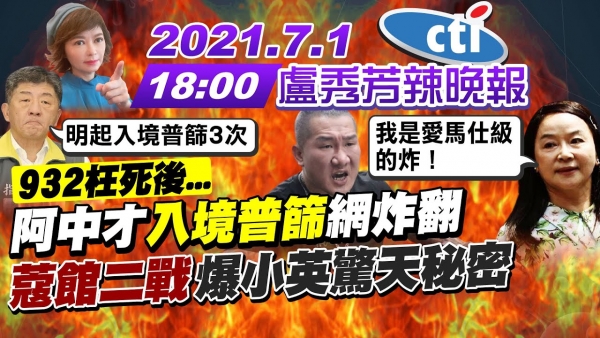 2021.7.1
cti
18:00 盧秀芳辣晚報
明起入境普篩3次
我是愛馬仕級
的炸！
932枉死後...
阿中才入境普篩網炸翻
蔻館二戰 爆小英驚天秘密
指